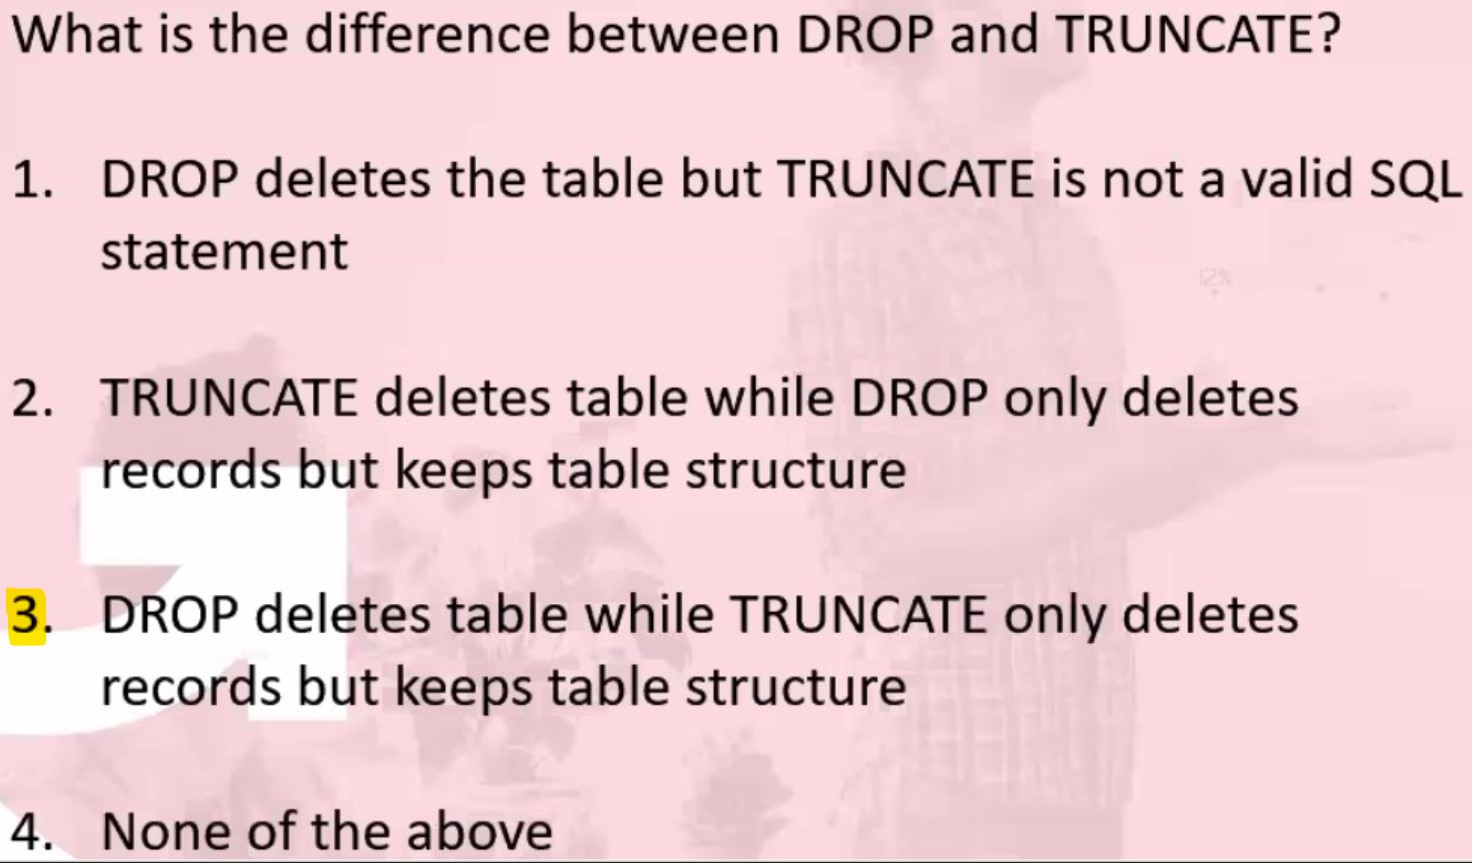 What is the difference between DROP and TRUNCATE?
1. DROP deletes the table but TRUNCATE is not a valid SQL
statement
12%
2. TRUNCATE deletes table while DROP only deletes
records but keeps table structure
3. DROP deletes table while TRUNCATE only deletes
records but keeps table structure
4. None of the above